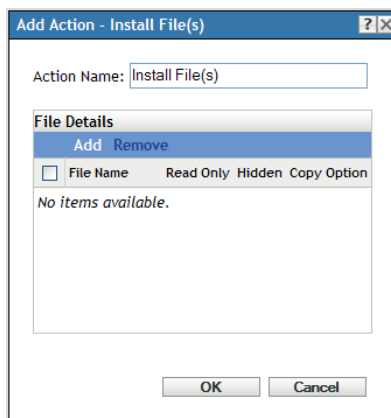 Add Action - Install File(s) ? X
Action Name: Install File(s)
File Details
Add Remove
File Name Read Only Hidden Copy Option
No items available.
OK Cancel